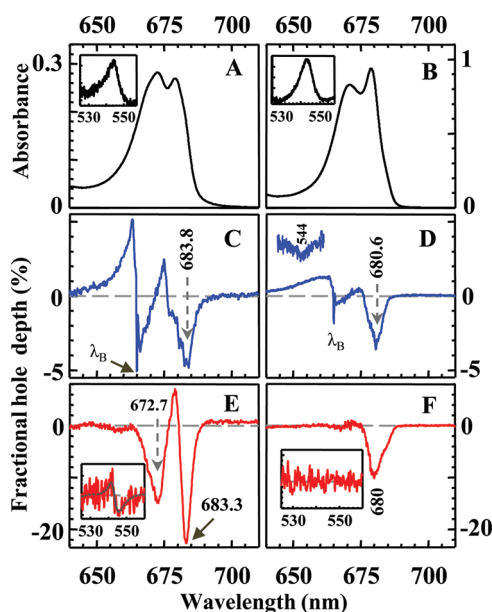 650 675 700 650 675 700
Absorbance
0.3
0
A
530 550
B
530 550
1
0
Fractional hole depth (%)
0
-5
C
683.8
λB
D
544
680.6
λB
0
-5
0
-20
E
672.7
683.3
530 550
F
680
530 550
0
-20
650 675 700 650 675 700
Wavelength (nm)